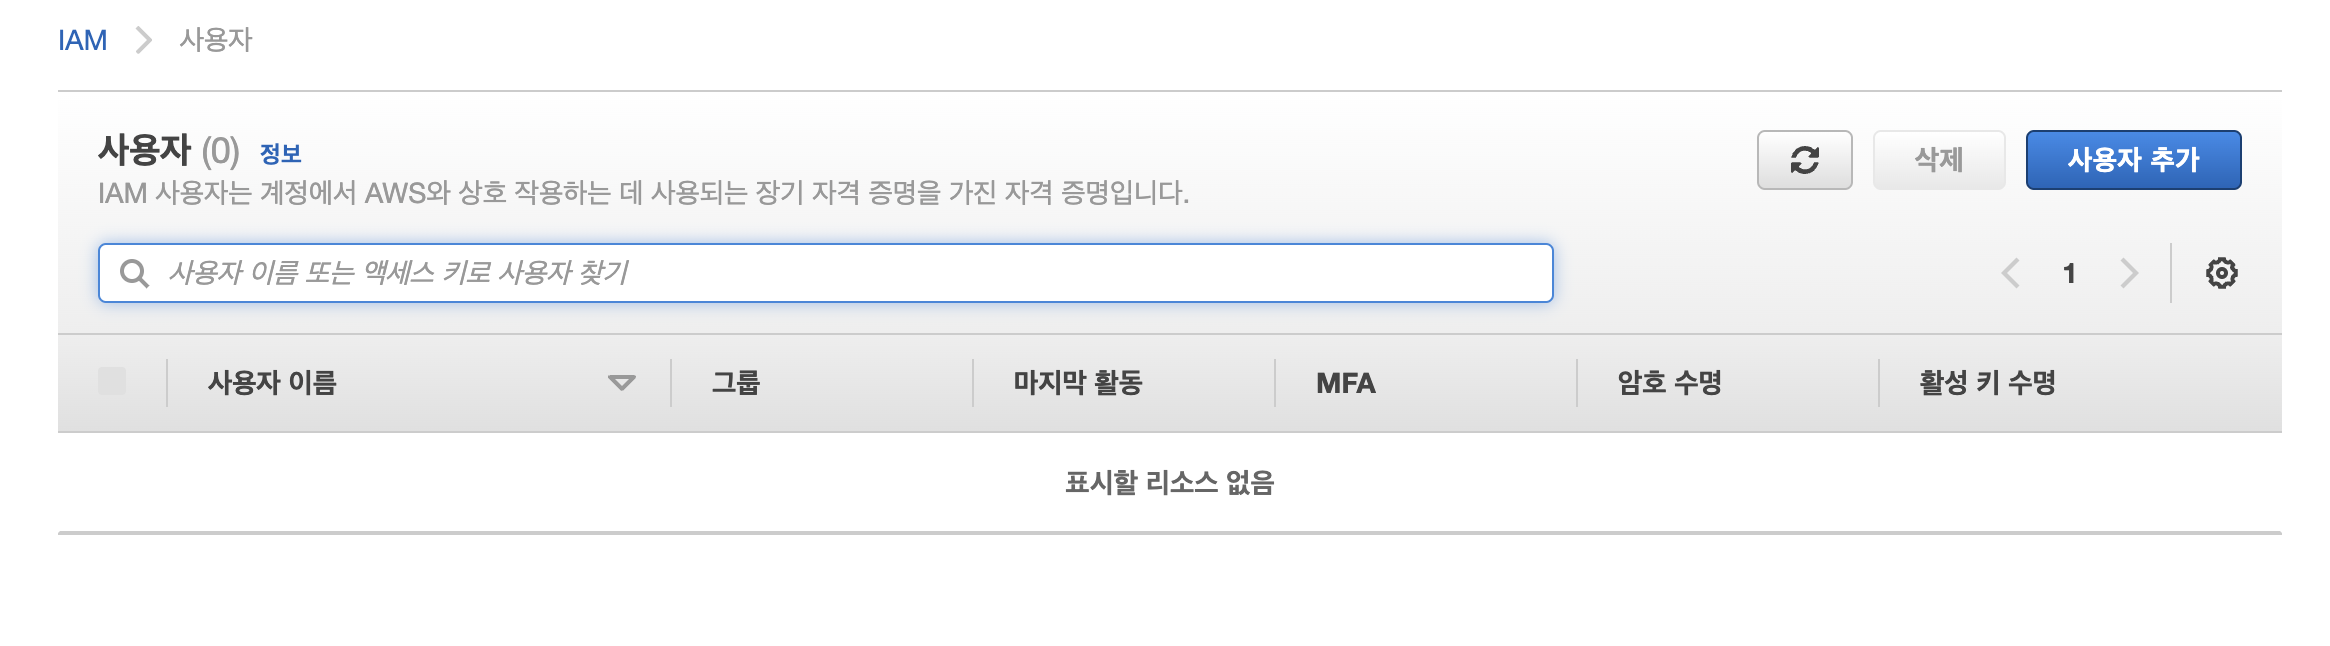 IAM 사용자
사용자 (0) 정보
IAM 사용자는 계정에서 AWS와 상호 작용하는 데 사용되는 장기 자격 증명을 가진 자격 증명입니다.
삭제
사용자 추가
사용자 이름 또는 액세스 키로 사용자 찾기
1
사용자 이름 그룹 마지막 활동 MFA 암호 수명 활성 키 수명
표시할 리소스 없음